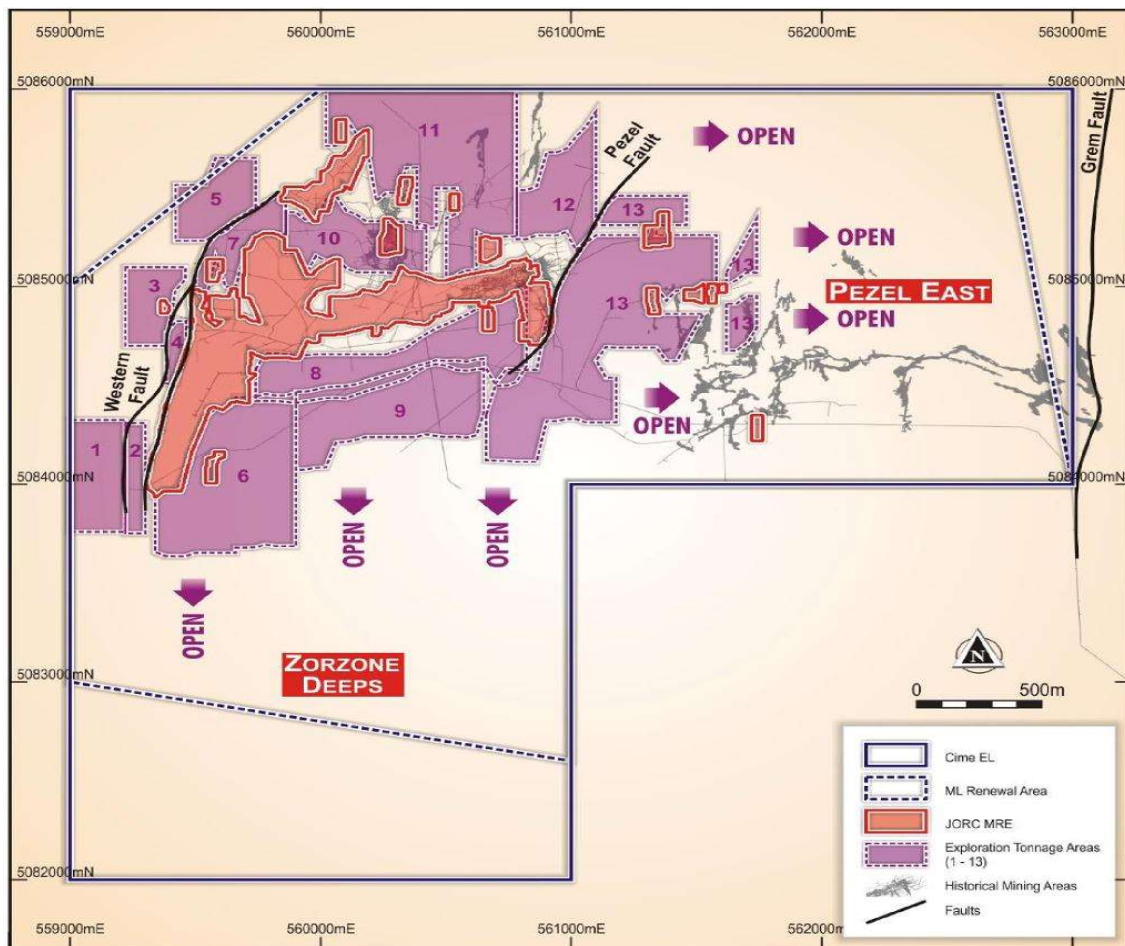 559000mE
560000mE
561000mE
562000mE
563000mE
5086000mN
5086000mN
11
Pezel
Fault
OPEN
Grem Fault
5
12
13
7
10
OPEN
13
3
5085000mN
5085000mN
13
PEZEL EAST
13
OPEN
4
Western
Fault
8
9
OPEN
1
2
6
5084000mN
5084000mN
OPEN
OPEN
OPEN
ZORZONE
DEEPS
5083000mN
5083000mN
N
0
500m
Cime EL
ML Renewal Area
JORC MRE
Exploration Tonnage Areas
(1 - 13)
Historical Mining Areas
Faults
5082000mN
559000mE
560000mE
561000mE
562000mE